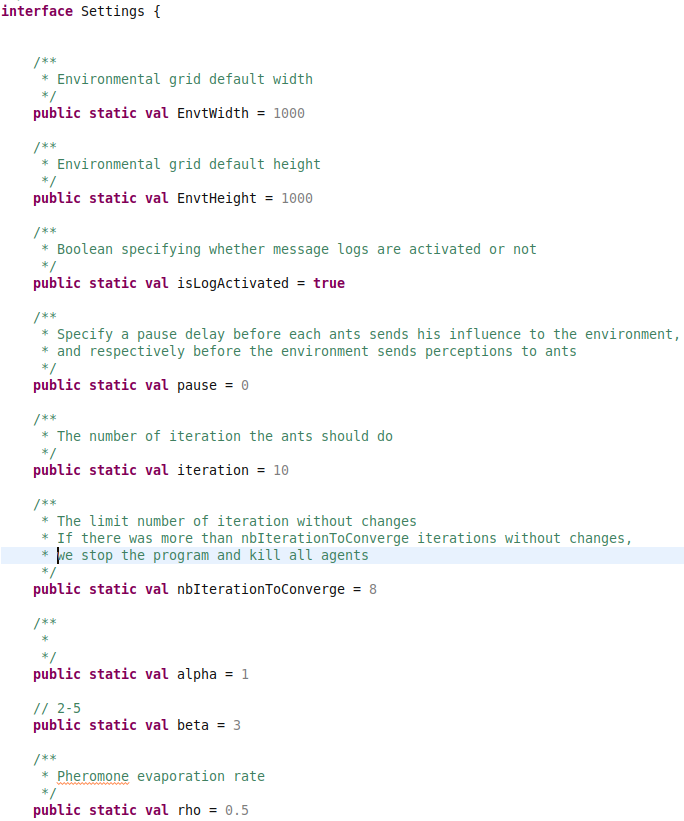 interface Settings {
/**
* Environmental grid default width
*/
public static val EnvtWidth = 1000
/**
* Environmental grid default height
*/
public static val EnvtHeight = 1000
/**
* Boolean specifying whether message logs are activated or not
*/
public static val isLogActivated = true
/**
* Specify a pause delay before each ants sends his influence to the environment,
* and respectively before the environment sends perceptions to ants
*/
public static val pause = 0
/**
* The number of iteration the ants should do
*/
public static val iteration = 10
/**
* The limit number of iteration without changes
* If there was more than nbIterationToConverge iterations without changes,
* we stop the program and kill all agents
*/
public static val nbIterationToConverge = 8
/**
*
*/
public static val alpha = 1
// 2-5
public static val beta = 3
/**
* Pheromone evaporation rate
*/
public static val rho = 0.5